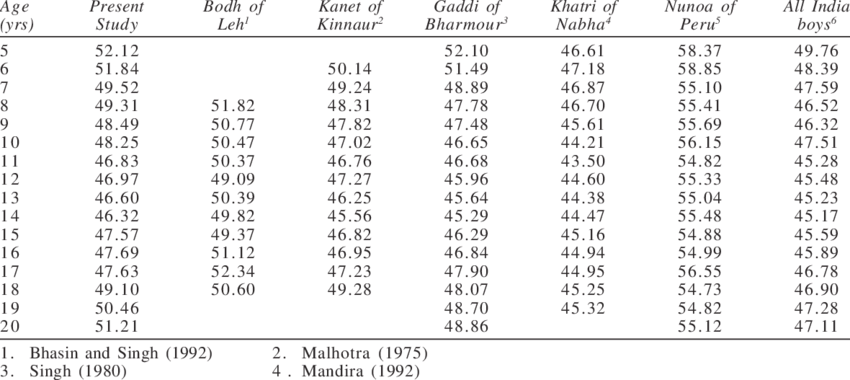 Age Present Bodh of Kanet of Gaddi of Khatri of Nunoa of All India
(yrs) Study Leh1 Kinnaur2 Bharmour3 Nabha4 Peru5 boys6
5 52.12 52.10 46.61 58.37 49.76
6 51.84 50.14 51.49 47.18 58.85 48.39
7 49.52 49.24 48.89 46.87 55.10 47.59
8 49.31 51.82 48.31 47.78 46.70 55.41 46.52
9 48.49 50.77 47.82 47.48 45.61 55.69 46.32
10 48.25 50.47 47.02 46.65 44.21 56.15 47.51
11 46.83 50.37 46.76 46.68 43.50 54.82 45.28
12 46.97 49.09 47.27 45.96 44.60 55.33 45.48
13 46.60 50.39 46.25 45.64 44.38 55.04 45.23
14 46.32 49.82 45.56 45.29 44.47 55.48 45.17
15 47.57 49.37 46.82 46.29 45.16 54.88 45.59
16 47.69 51.12 46.95 46.84 44.94 54.99 45.89
17 47.63 52.34 47.23 47.90 44.95 56.55 46.78
18 49.10 50.60 49.28 48.07 45.25 54.73 46.90
19 50.46 48.70 45.32 54.82 47.28
20 51.21 48.86 55.12 47.11
1. Bhasin and Singh (1992) 2. Malhotra (1975)
3. Singh (1980) 4 . Mandira (1992)